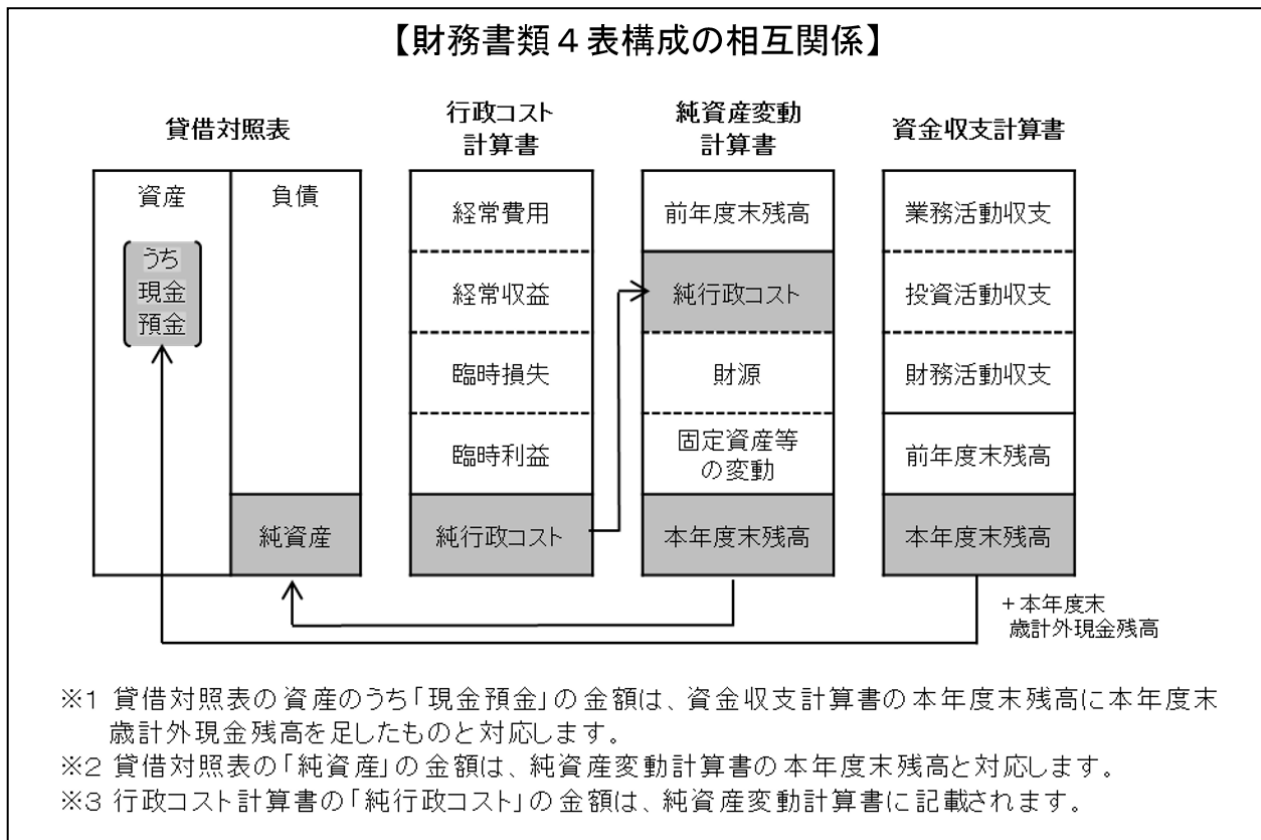 【財務書類４表構成の相互関係】
貸借対照表
資産
うち
現金
預金
負債
純資産
行政コスト
計算書
経常費用
経常収益
臨時損失
臨時利益
純行政コスト
純資産変動
計算書
前年度末残高
純行政コスト
財源
固定資産等
の変動
本年度末残高
資金収支計算書
業務活動収支
投資活動収支
財務活動収支
前年度末残高
本年度末残高
+本年度末
歳計外現金残高
※1 貸借対照表の資産のうち「現金預金」の金額は、資金収支計算書の本年度末残高に本年度末
歳計外現金残高を足したものと対応します。
※2 貸借対照表の「純資産」の金額は、純資産変動計算書の本年度末残高と対応します。
※3 行政コスト計算書の「純行政コスト」の金額は、純資産変動計算書に記載されます。